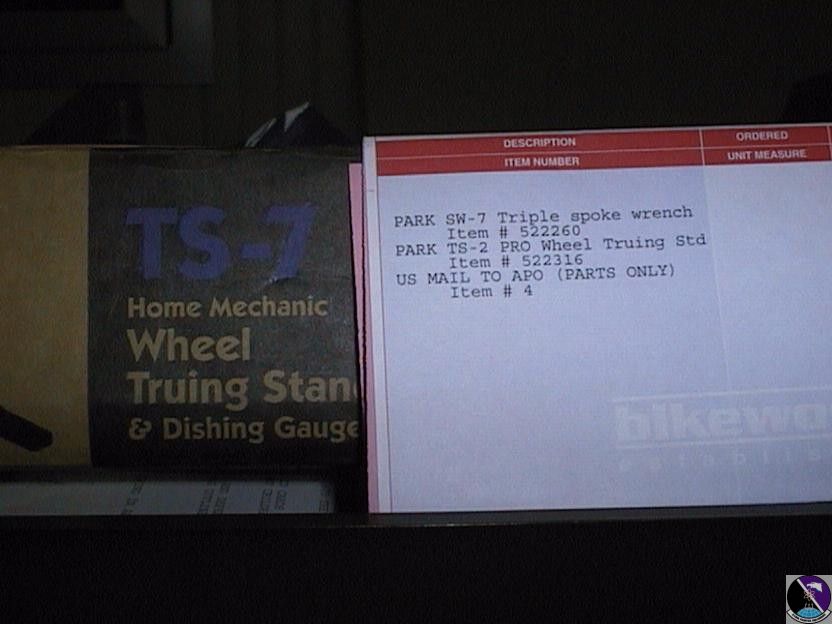 TS-7
Home Mechanic
Wheel
Truing Stan
& Dishing Gauge
DESCRIPTION
ORDERED
ITEM NUMBER
UNIT MEASURE
PARK SW-7 Triple spoke wrench
Item # 522260
PARK TS-2 PRO Wheel Truing Std
Item # 522316
US MAIL TO APO (PARTS ONLY)
Item # 4
bikewo
establis